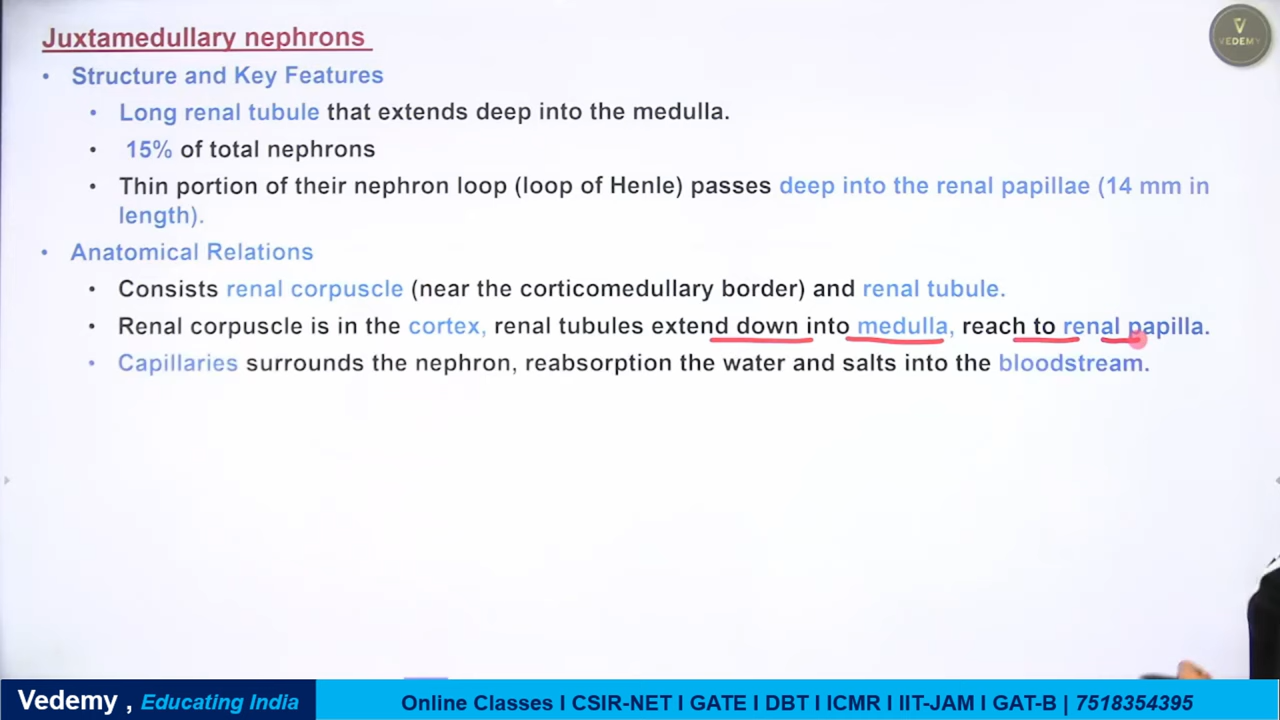 Juxtamedullary nephrons
VEDEMY
• Structure and Key Features
• Long renal tubule that extends deep into the medulla.
• 15% of total nephrons
• Thin portion of their nephron loop (loop of Henle) passes deep into the renal papillae (14 mm in
length).
• Anatomical Relations
• Consists renal corpuscle (near the corticomedullary border) and renal tubule.
• Renal corpuscle is in the cortex, renal tubules extend down into medulla, reach to renal papilla.
• Capillaries surrounds the nephron, reabsorption the water and salts into the bloodstream.
Vedemy , Educating India
Online Classes I CSIR-NET I GATE I DBT I ICMR I IIT-JAM I GAT-B | 7518354395